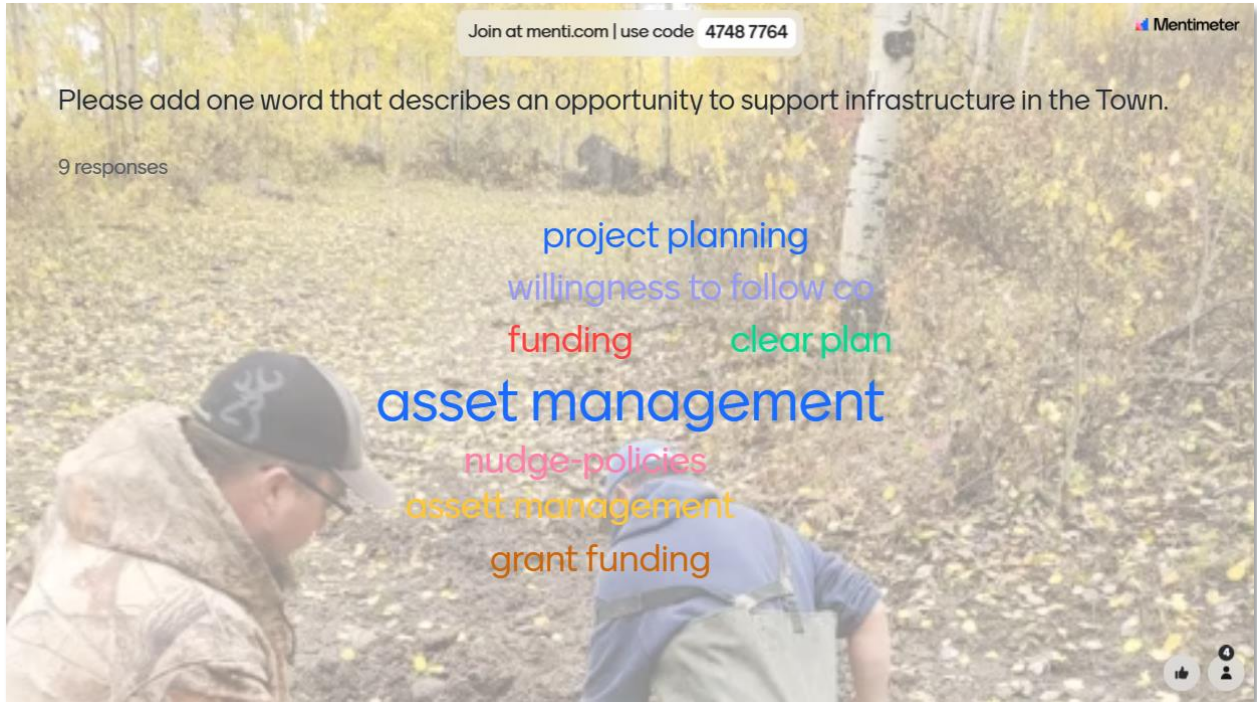 Join at menti.com | use code 4748 7764
Mentimeter
Please add one word that describes an opportunity to support infrastructure in the Town.
9 responses
project planning
willingness to follow co
funding clear plan
asset management
nudge-policies
assett management
grant funding
4